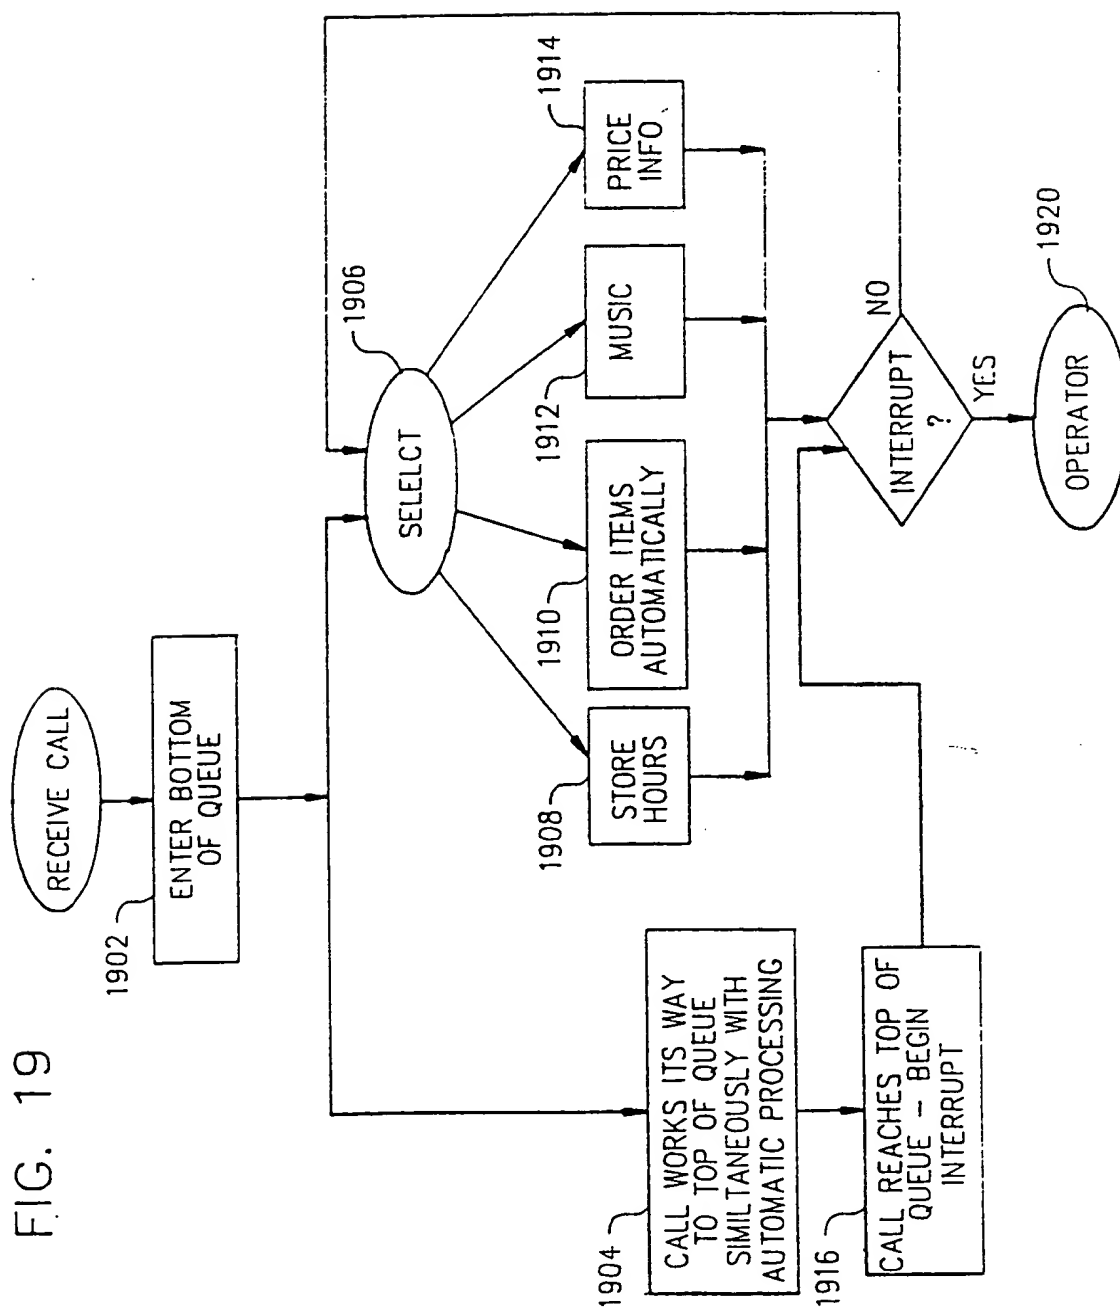 FIG. 19
RECEIVE CALL
1902
ENTER BOTTOM
OF QUEUE
1906
SELELCT
1908
STORE
HOURS
1910
ORDER ITEMS
AUTOMATICALLY
1912
MUSIC
1914
PRICE
INFO
1904
CALL WORKS ITS WAY
TO TOP OF QUEUE
SIMILTANEOUSLY WITH
AUTOMATIC PROCESSING
1916
CALL REACHES TOP OF
QUEUE – BEGIN
INTERRUPT
INTERRUPT
?
NO
YES
1920
OPERATOR